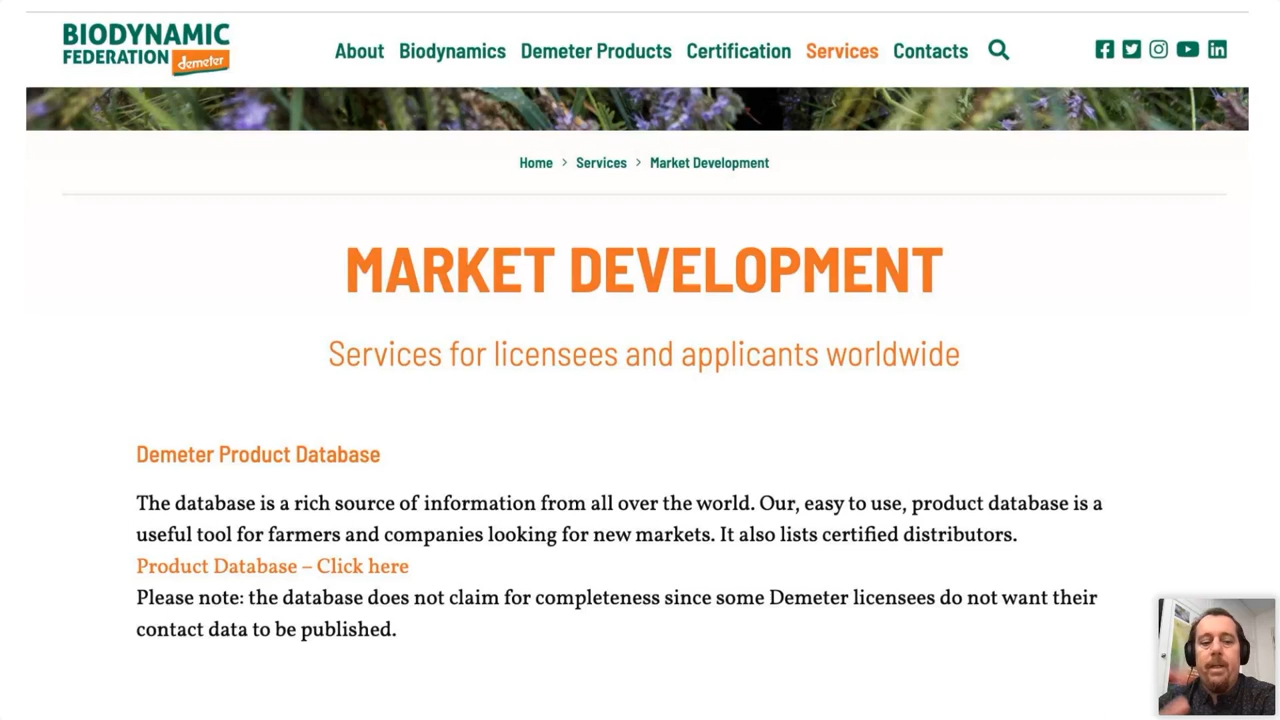 BIODYNAMIC
FEDERATION demeter
About Biodynamics Demeter Products Certification Services Contacts
Home > Services > Market Development
MARKET DEVELOPMENT
Services for licensees and applicants worldwide
Demeter Product Database
The database is a rich source of information from all over the world. Our, easy to use, product database is a
useful tool for farmers and companies looking for new markets. It also lists certified distributors.
Product Database – Click here
Please note: the database does not claim for completeness since some Demeter licensees do not want their
contact data to be published.